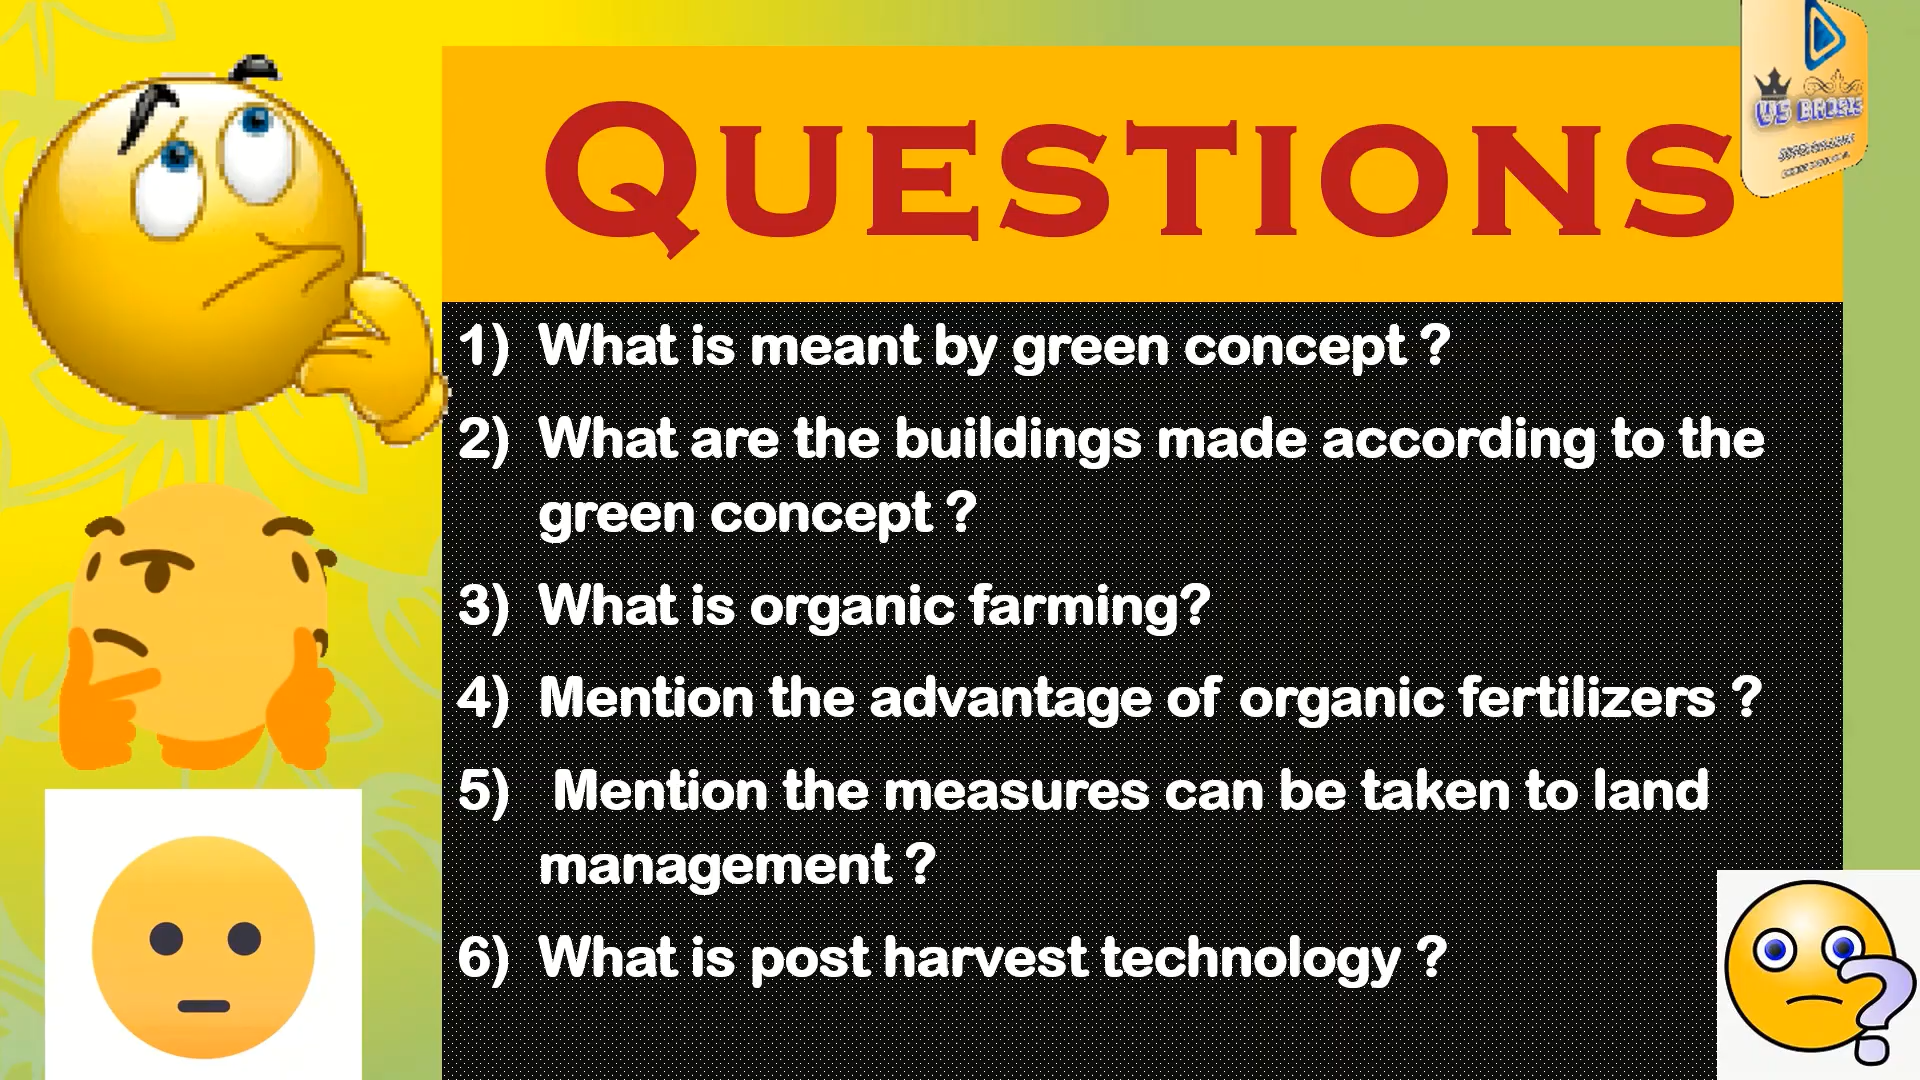 QUESTIONS
1) What is meant by green concept ?
2) What are the buildings made according to the
green concept ?
3) What is organic farming?
4) Mention the advantage of organic fertilizers ?
5) Mention the measures can be taken to land
management ?
6) What is post harvest technology ?